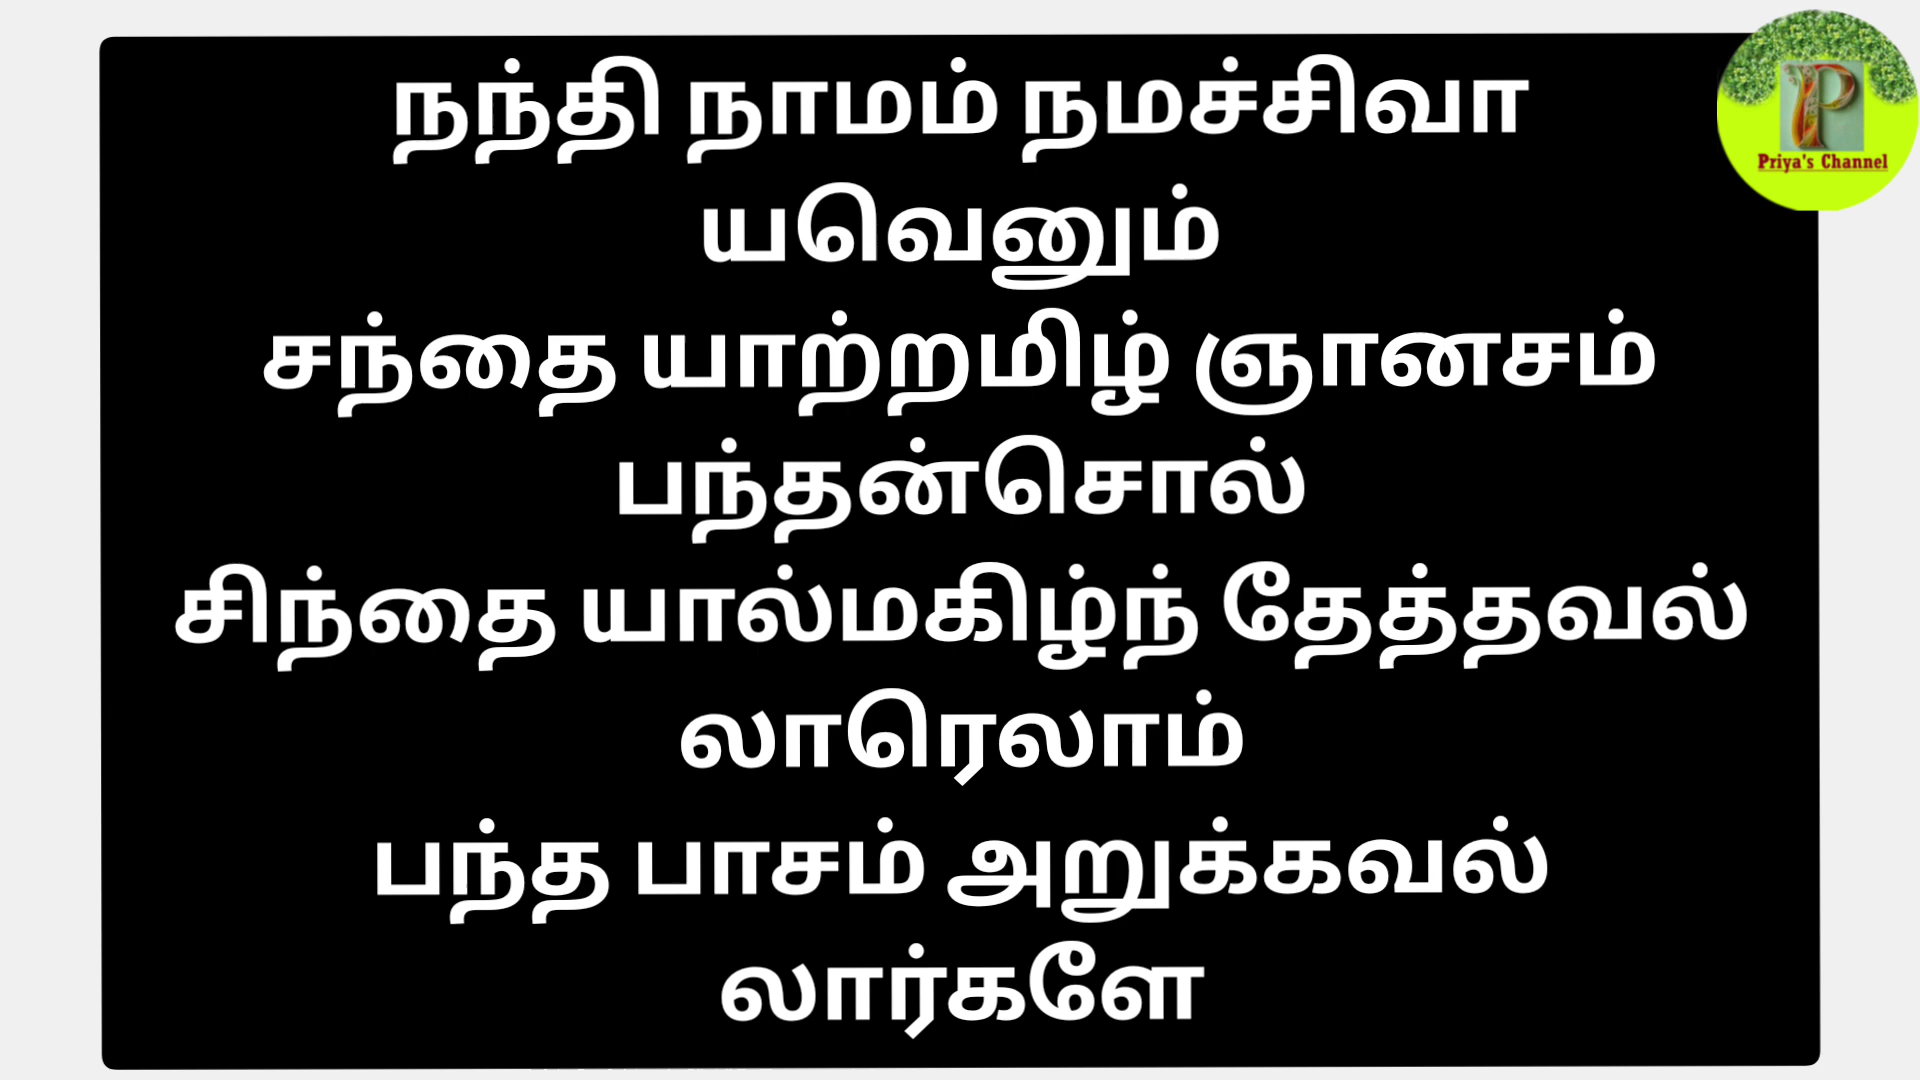 நந்தி நாமம் நமச்சிவா
யவெனும்
சந்தை யாற்றமிழ் ஞானசம்
பந்தன்சொல்
சிந்தை யால்மகிழ்ந் தேத்தவல்
லாரெலாம்
பந்த பாசம் அறுக்கவல்
லார்களே
P
Priya's Channel